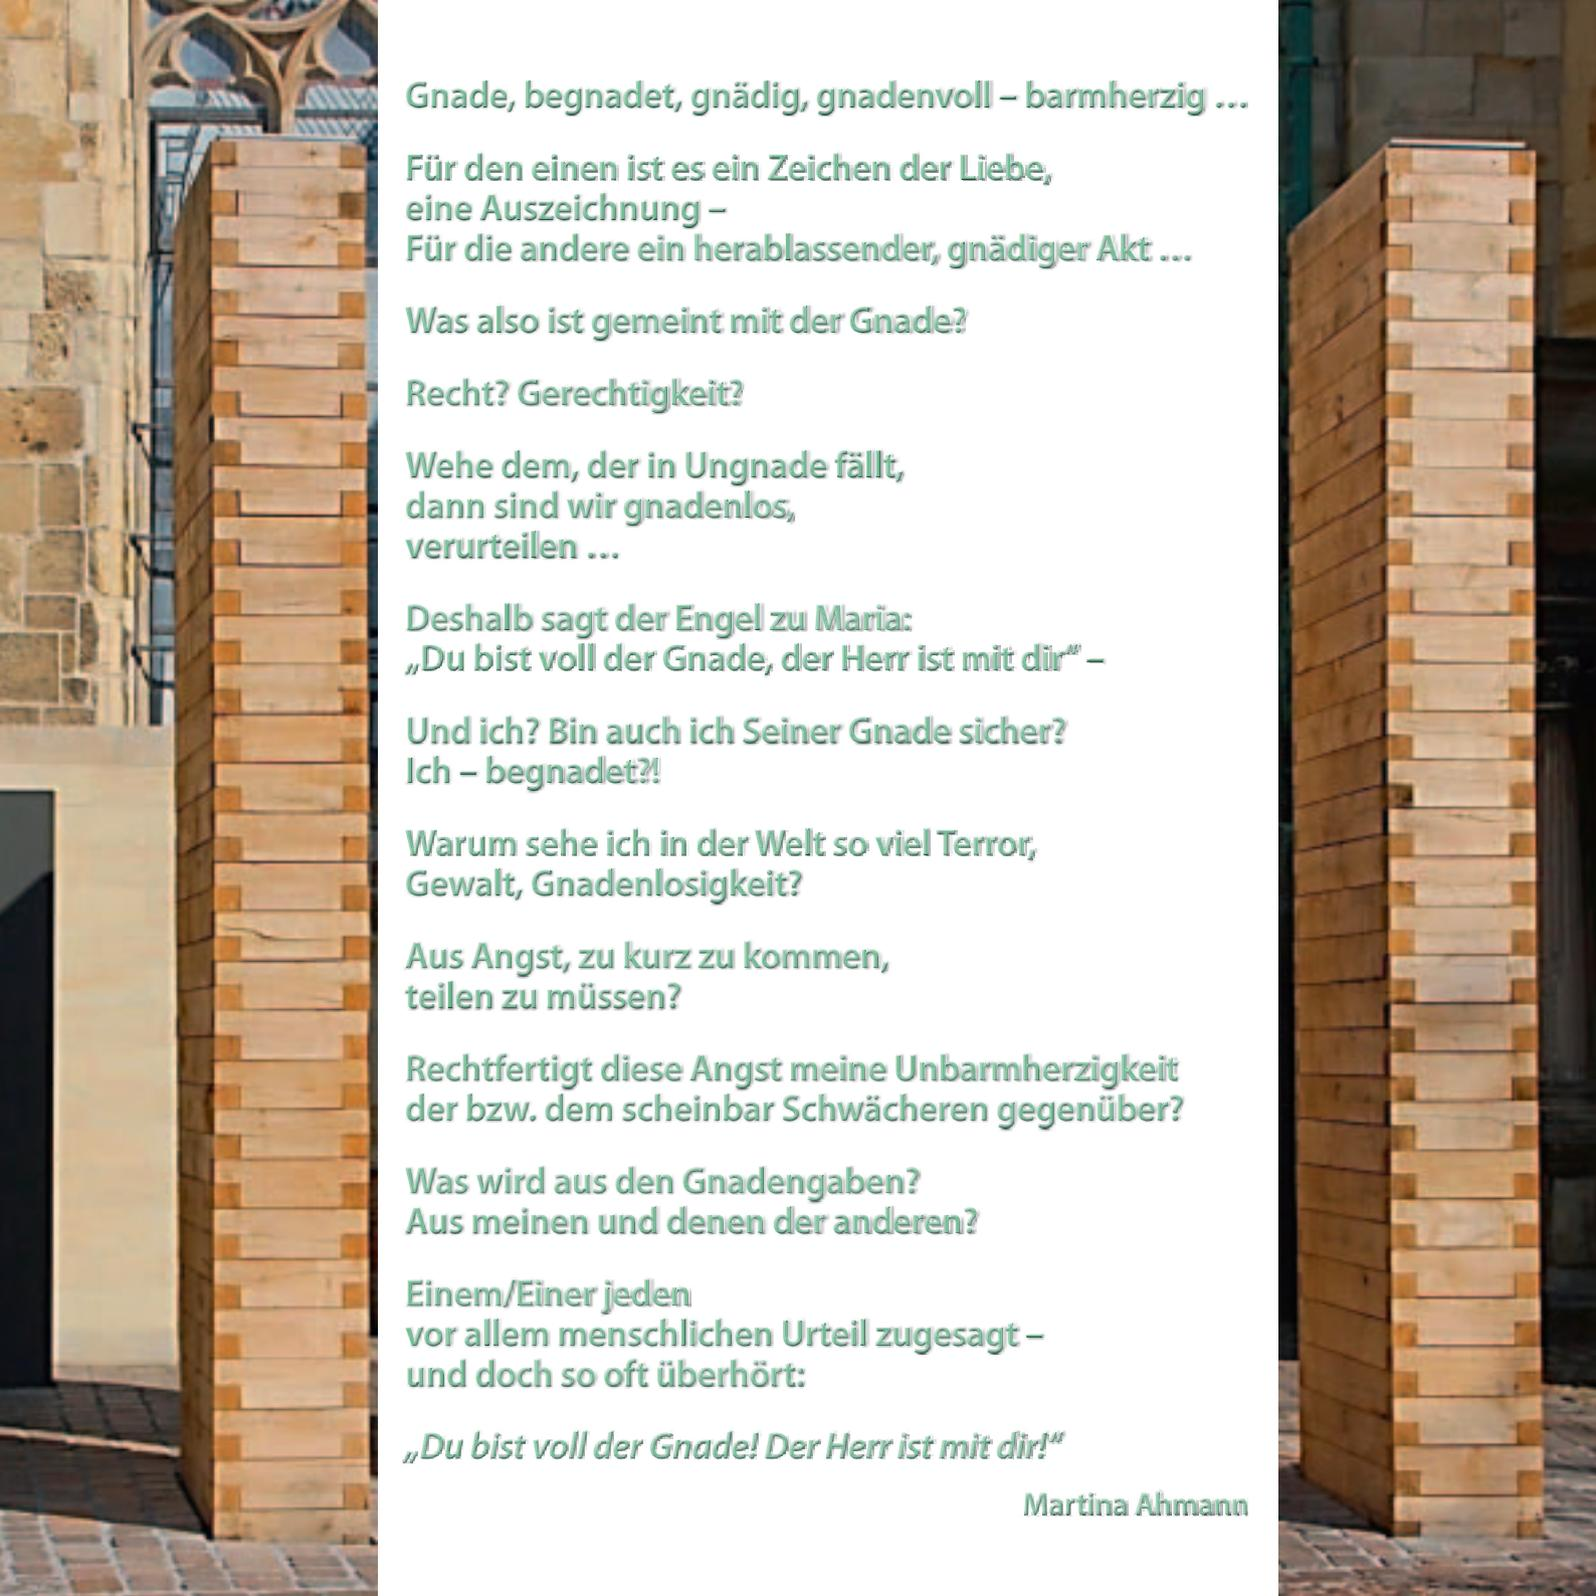 Gnade, begnadet, gnädig, gnadenvoll – barmherzig …
Für den einen ist es ein Zeichen der Liebe,
eine Auszeichnung –
Für die andere ein herablassender, gnädiger Akt …
Was also ist gemeint mit der Gnade?
Recht? Gerechtigkeit?
Wehe dem, der in Ungnade fällt,
dann sind wir gnadenlos,
verurteilen …
Deshalb sagt der Engel zu Maria:
„Du bist voll der Gnade, der Herr ist mit dir“ –
Und ich? Bin auch ich Seiner Gnade sicher?
Ich – begnadet?!
Warum sehe ich in der Welt so viel Terror,
Gewalt, Gnadenlosigkeit?
Aus Angst, zu kurz zu kommen,
teilen zu müssen?
Rechtfertigt diese Angst meine Unbarmherzigkeit
der bzw. dem scheinbar Schwächeren gegenüber?
Was wird aus den Gnadengaben?
Aus meinen und denen der anderen?
Einem/Einer jeden
vor allem menschlichen Urteil zugesagt –
und doch so oft überhört:
„Du bist voll der Gnade! Der Herr ist mit dir!“
Martina Ahmann